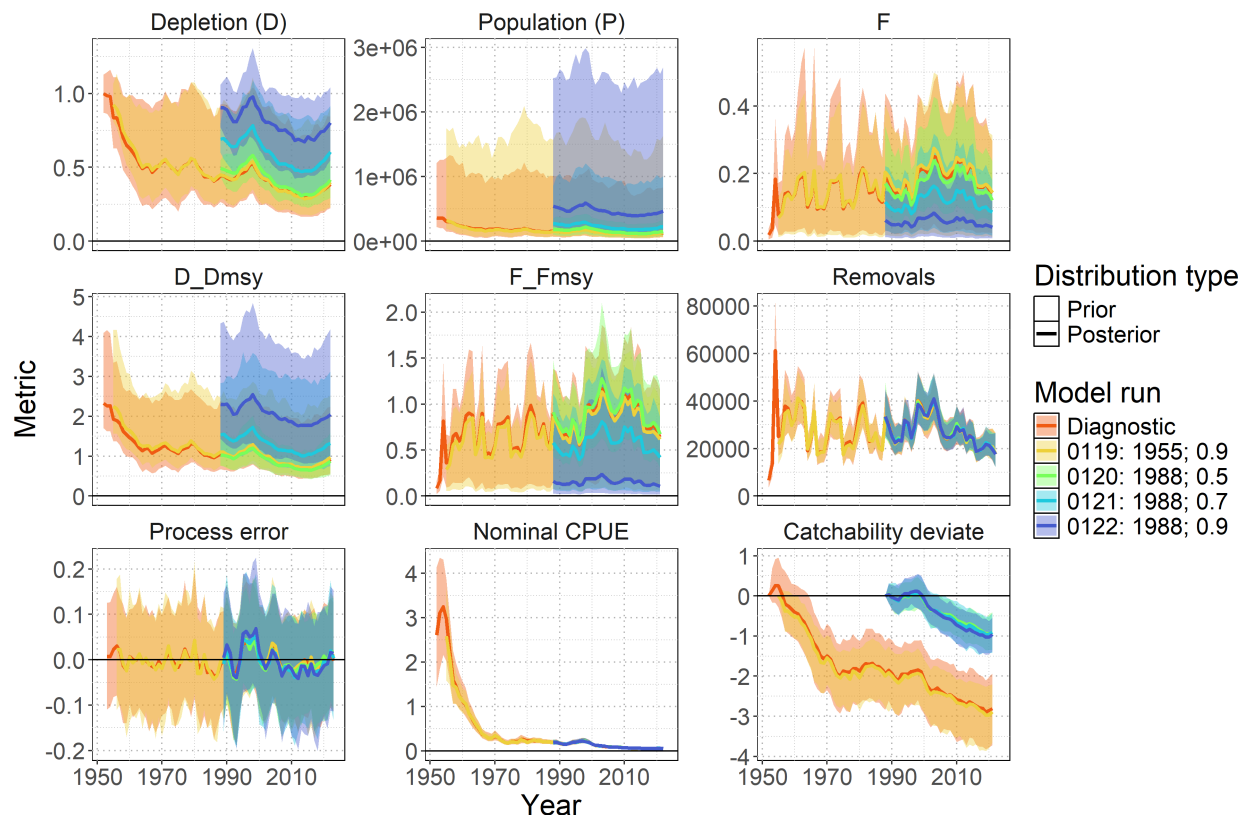 Depletion (D)
Population (P)
F
1.0
0.5
0.0
3e+06
2e+06
1e+06
0e+00
0.4
0.2
0.0
D_Dmsy
F_Fmsy
Removals
5
4
3
2
1
0
2.0
1.5
1.0
0.5
0.0
80000
60000
40000
20000
0
Process error
Nominal CPUE
Catchability deviate
0.2
0.1
0.0
-0.1
-0.2
4
3
2
1
0
1
0
-1
-2
-3
-4
1950 1970 1990 2010
1950 1970 1990 2010
1950 1970 1990 2010
Year
Metric
Distribution type
Prior
Posterior
Model run
Diagnostic
0119: 1955; 0.9
0120: 1988; 0.5
0121: 1988; 0.7
0122: 1988; 0.9